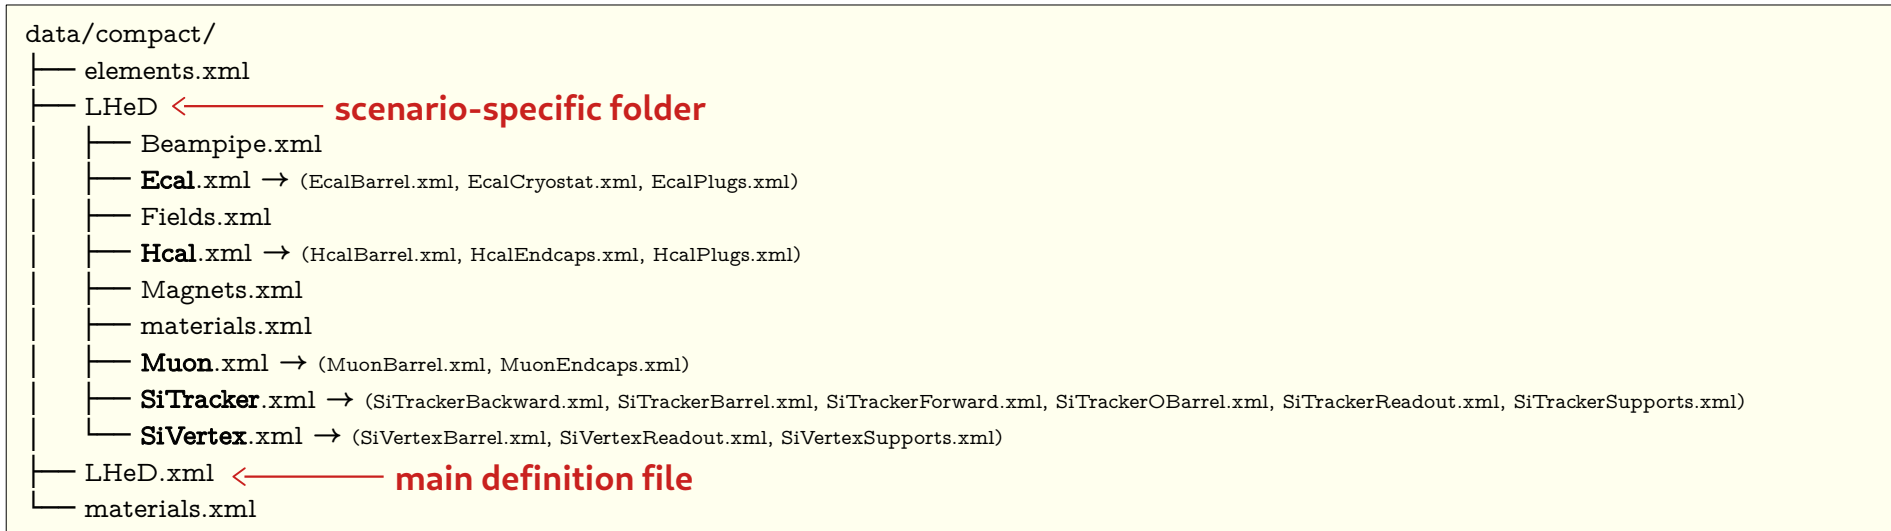 data/compact/
├── elements.xml
├── LHeD ← scenario-specific folder
│   ├── Beampipe.xml
│   ├── Ecal.xml → (EcalBarrel.xml, EcalCryostat.xml, EcalPlugs.xml)
│   ├── Fields.xml
│   ├── Hcal.xml → (HcalBarrel.xml, HcalEndcaps.xml, HcalPlugs.xml)
│   ├── Magnets.xml
│   ├── materials.xml
│   ├── Muon.xml → (MuonBarrel.xml, MuonEndcaps.xml)
│   ├── SiTracker.xml → (SiTrackerBackward.xml, SiTrackerBarrel.xml, SiTrackerForward.xml, SiTrackerOBarrel.xml, SiTrackerReadout.xml, SiTrackerSupports.xml)
│   └── SiVertex.xml → (SiVertexBarrel.xml, SiVertexReadout.xml, SiVertexSupports.xml)
├── LHeD.xml ← main definition file
└── materials.xml